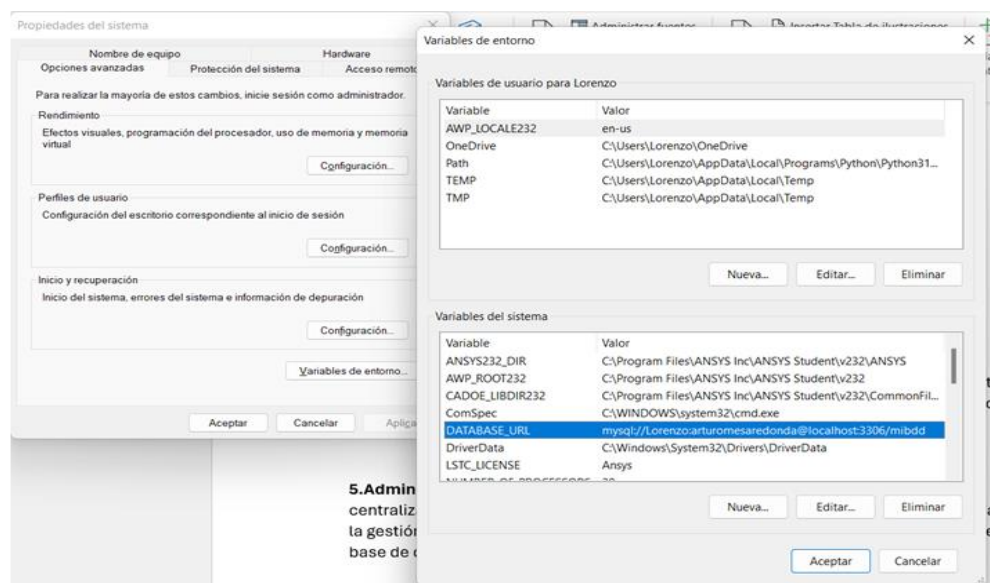 Propiedades del sistema
Administrar fuentes
Insertar Tabla de ilustraciones
Nombre de equipo
Hardware
Opciones avanzadas
Protección del sistema
Acceso remoto
Para realizar la mayoría de estos cambios, inicie sesión como administrador.
Rendimiento
Efectos visuales, programación del procesador, uso de memoria y memoria
virtual
Configuración...
Perfiles de usuario
Configuración del escritorio correspondiente al inicio de sesión
Configuración...
Inicio y recuperación
Inicio del sistema, errores del sistema e información de depuración
Configuración...
Variables de entorno...
Aceptar Cancelar
Variables de entorno
Variables de usuario para Lorenzo
Variable Valor
AWP_LOCALE232 en-us
OneDrive C:\Users\Lorenzo\OneDrive
Path C:\Users\Lorenzo\AppData\Local\Programs\Python\Python31...
TEMP C:\Users\Lorenzo\AppData\Local\Temp
TMP C:\Users\Lorenzo\AppData\Local\Temp
Nueva... Editar... Eliminar
Variables del sistema
Variable Valor
ANSYS232_DIR C:\Program Files\ANSYS Inc\ANSYS Student\v232\ANSYS
AWP_ROOT232 C:\Program Files\ANSYS Inc\ANSYS Student\v232
CADOE_LIBDIR232 C:\Program Files\ANSYS Inc\ANSYS Student\v232\CommonFil...
ComSpec C:\WINDOWS\system32\cmd.exe
DATABASE_URL mysql://Lorenzo:arturomesaredonda@localhost:3306/mibdd
DriverData C:\Windows\System32\Drivers\DriverData
LSTC_LICENSE Ansys
Nueva... Editar... Eliminar
Aceptar Cancelar
5.Admin
centraliz
la gestión
base de